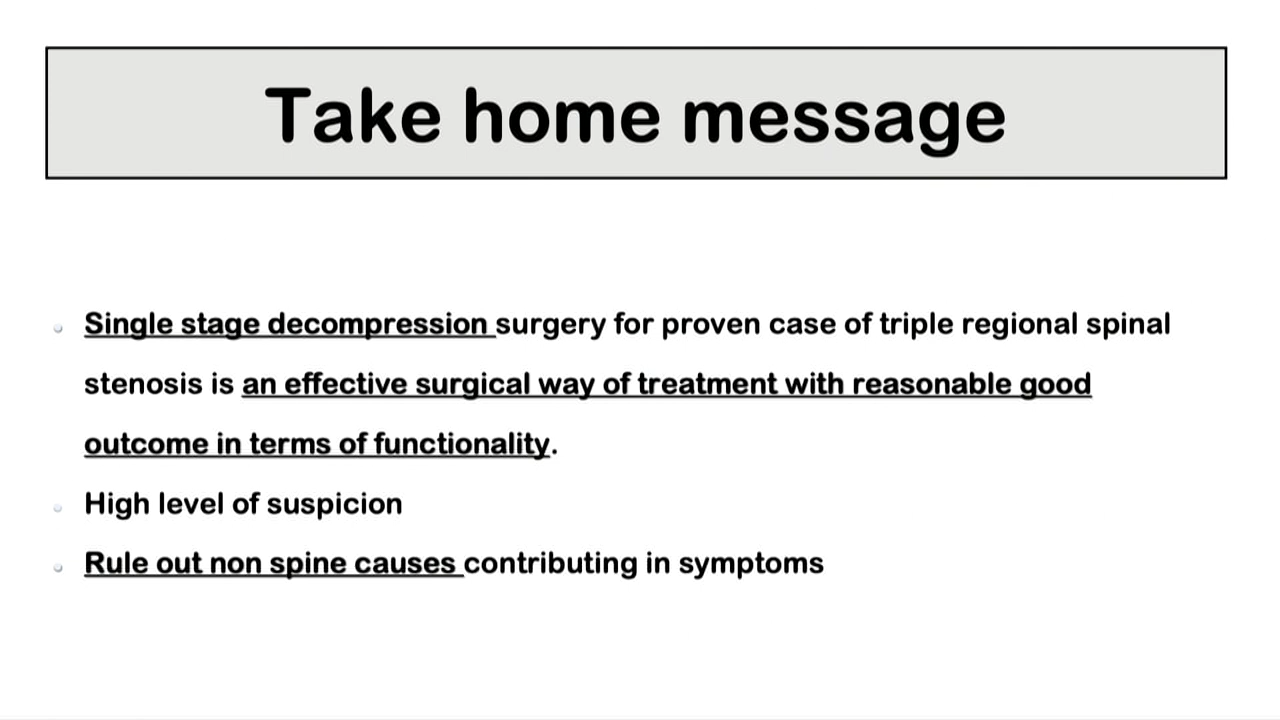 Take home message
Single stage decompression surgery for proven case of triple regional spinal
stenosis is an effective surgical way of treatment with reasonable good
outcome in terms of functionality.
High level of suspicion
Rule out non spine causes contributing in symptoms